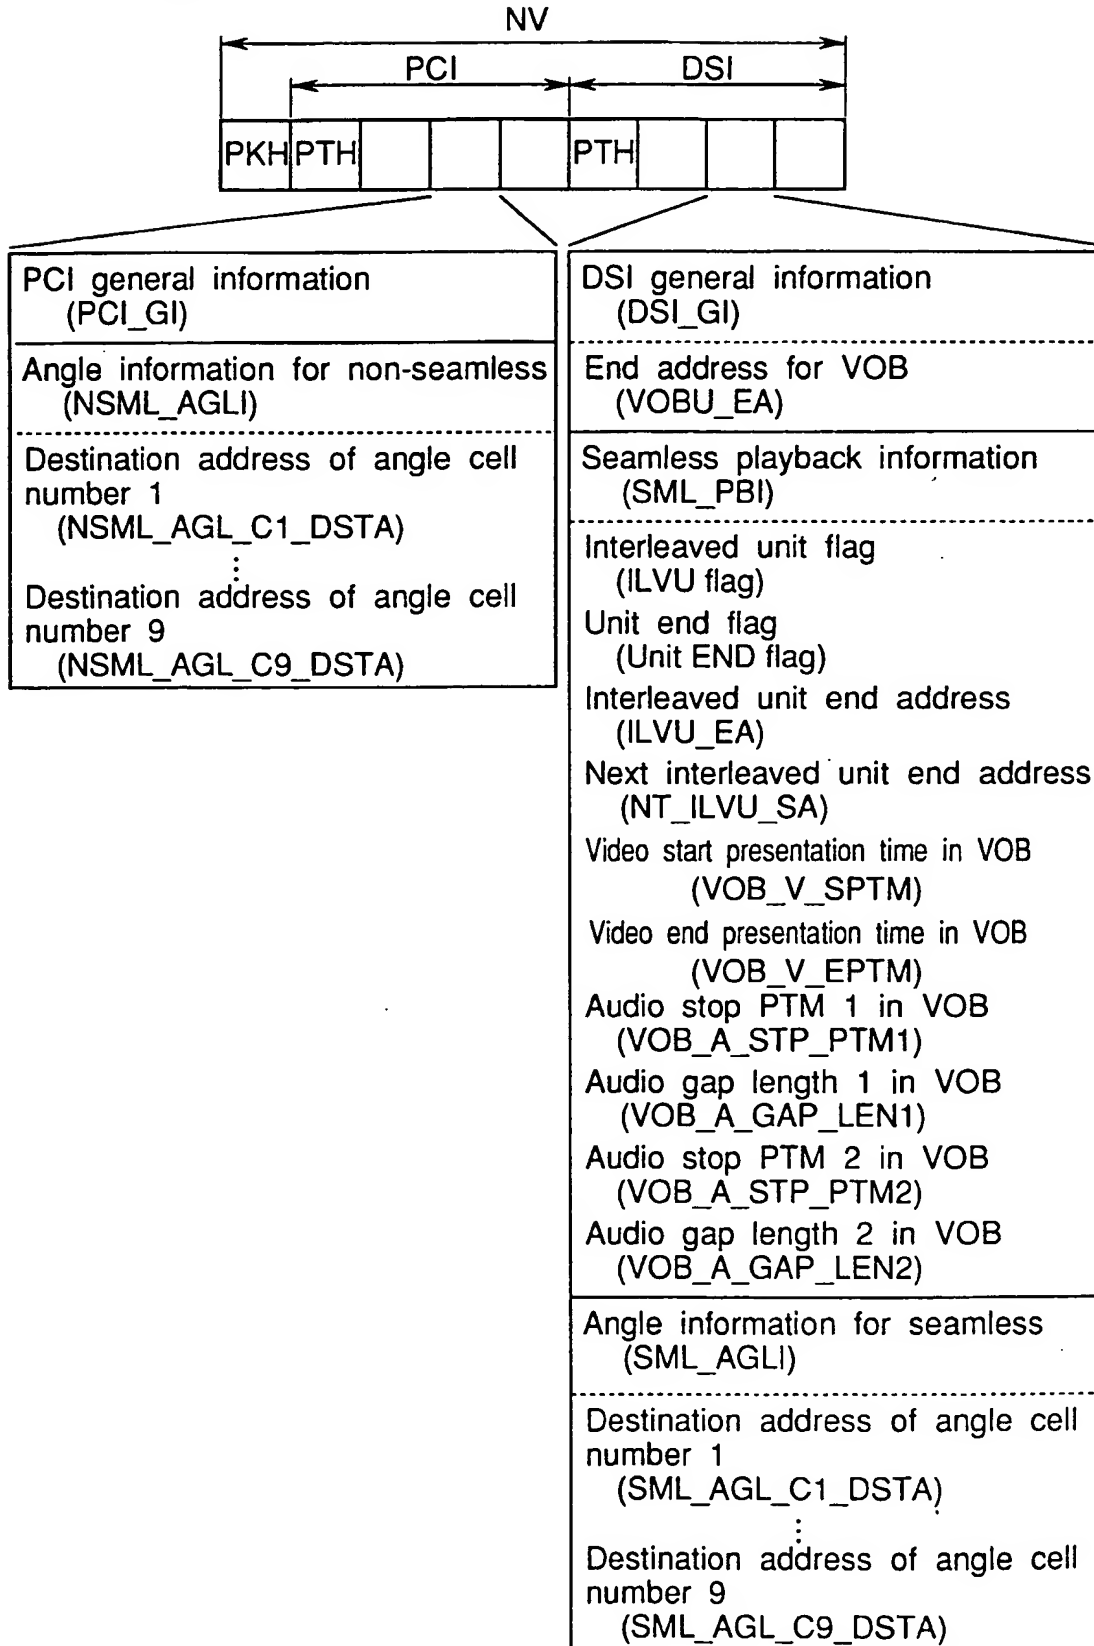 NV
PCI DSI
PKH PTH PTH
PCI general information
(PCI_GI)
Angle information for non-seamless
(NSML_AGLI)
Destination address of angle cell
number 1
(NSML_AGL_C1_DSTA)
⋮
Destination address of angle cell
number 9
(NSML_AGL_C9_DSTA)
DSI general information
(DSI_GI)
End address for VOB
(VOBU_EA)
Seamless playback information
(SML_PBI)
Interleaved unit flag
(ILVU flag)
Unit end flag
(Unit END flag)
Interleaved unit end address
(ILVU_EA)
Next interleaved unit end address
(NT_ILVU_SA)
Video start presentation time in VOB
(VOB_V_SPTM)
Video end presentation time in VOB
(VOB_V_EPTM)
Audio stop PTM 1 in VOB
(VOB_A_STP_PTM1)
Audio gap length 1 in VOB
(VOB_A_GAP_LEN1)
Audio stop PTM 2 in VOB
(VOB_A_STP_PTM2)
Audio gap length 2 in VOB
(VOB_A_GAP_LEN2)
Angle information for seamless
(SML_AGLI)
Destination address of angle cell
number 1
(SML_AGL_C1_DSTA)
⋮
Destination address of angle cell
number 9
(SML_AGL_C9_DSTA)